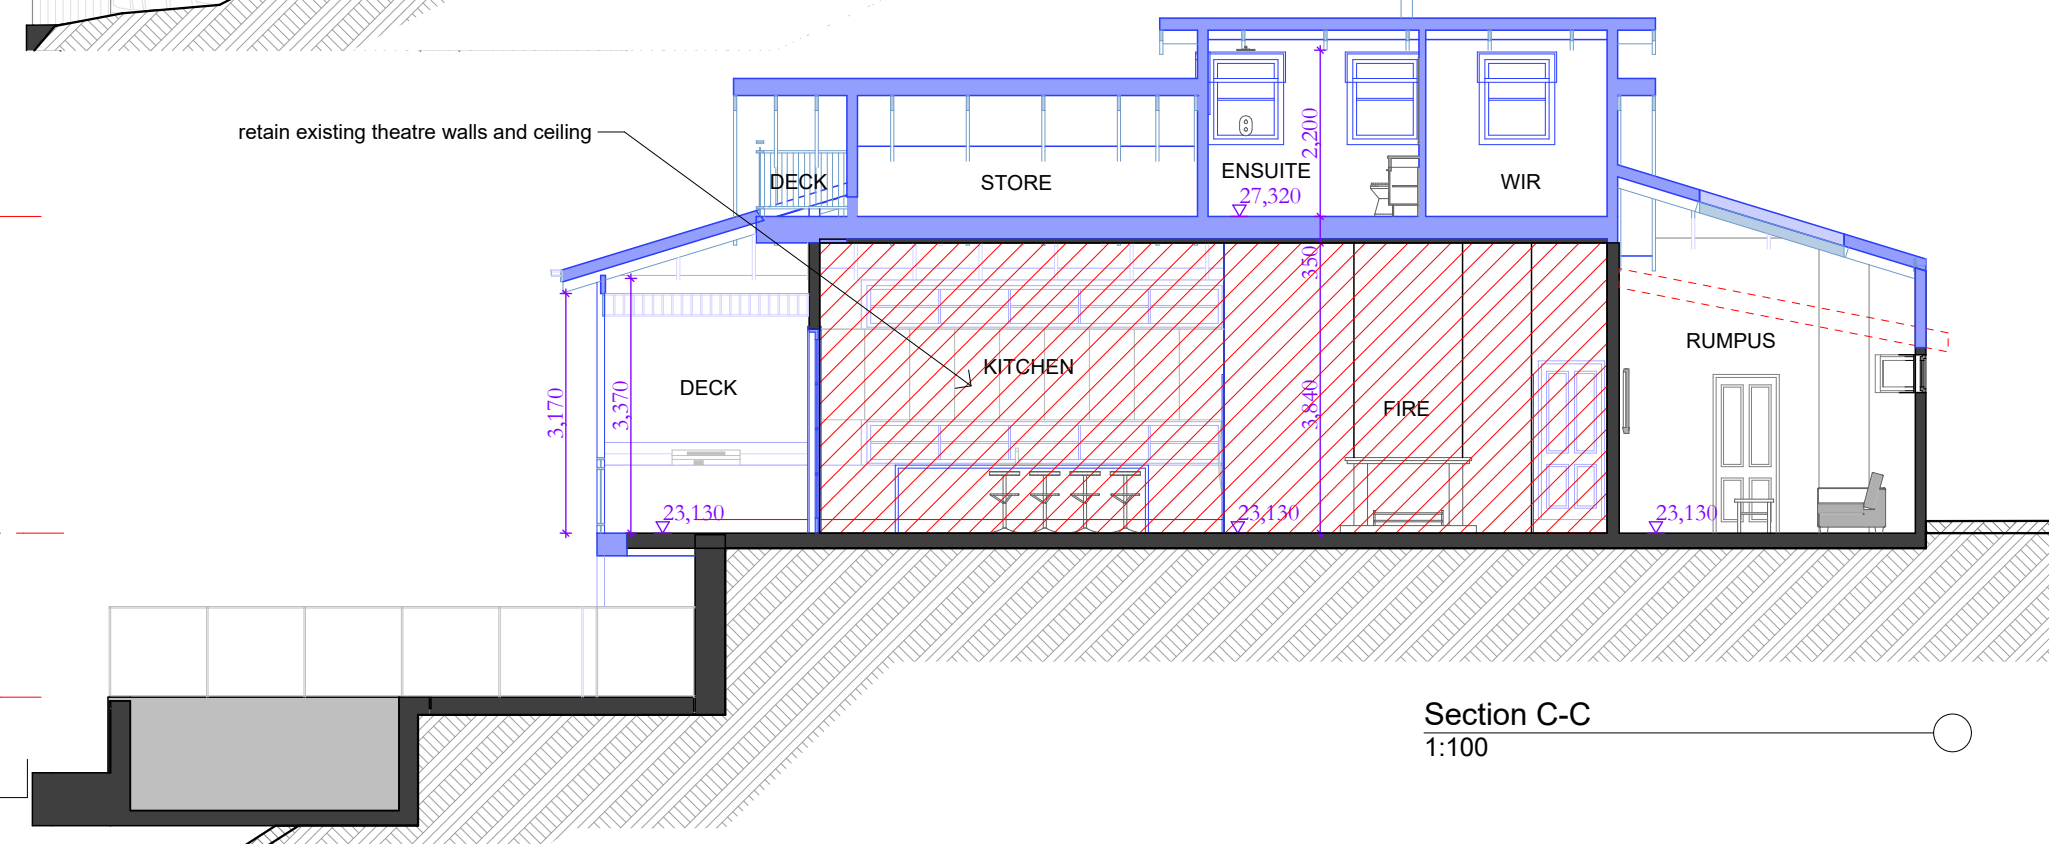 retain existing theatre walls and ceiling
DECK
STORE
ENSUITE
27,320
2,200
WIR
350
3,170
3,370
DECK
KITCHEN
3,840
FIRE
RUMPUS
23,130
23,130
23,130
Section C-C
1:100